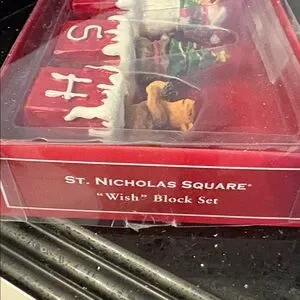 S
H
ST. NICHOLAS SQUARE®
"Wish" Block Set